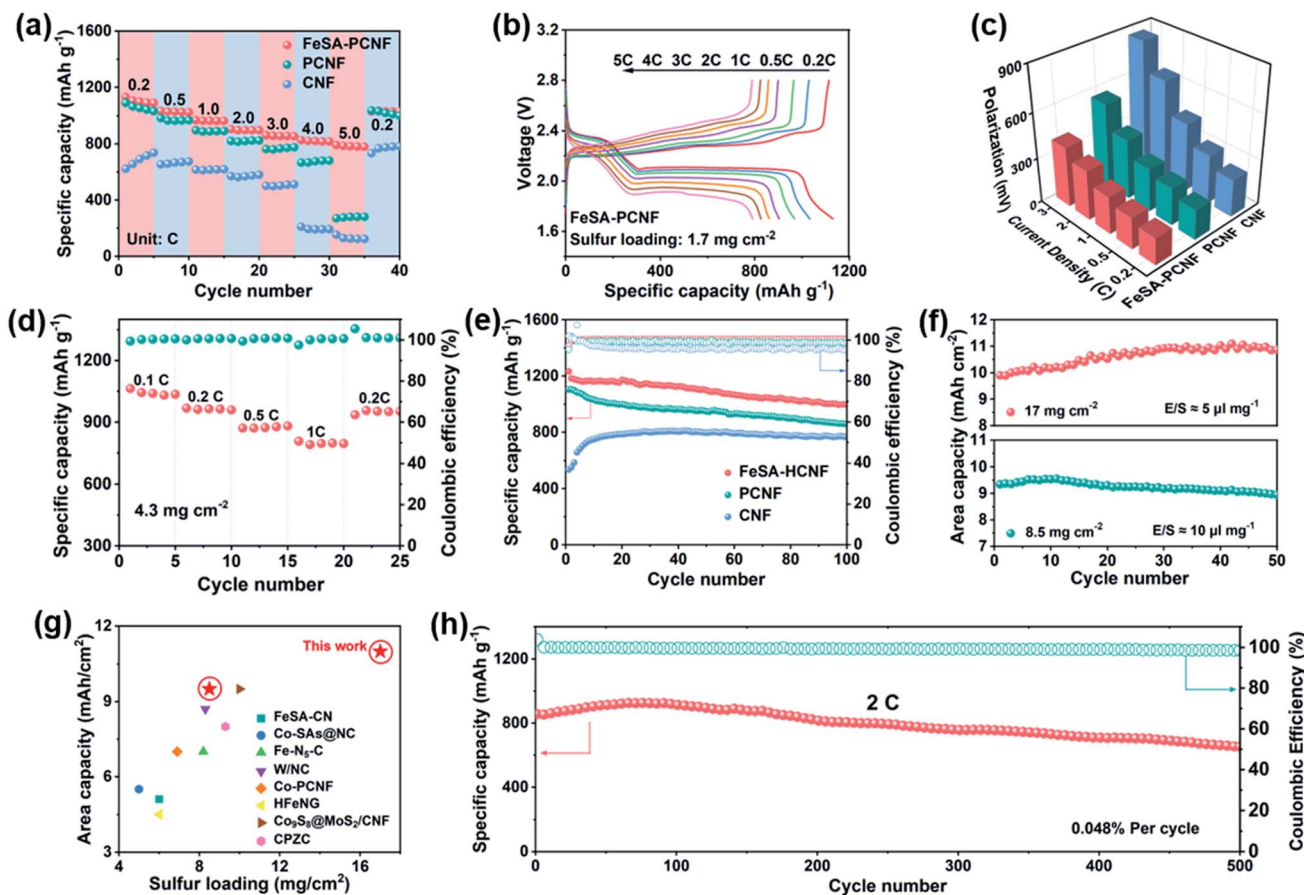 (a)
1600
1200
800
400
0
Specific capacity (mAh g-1)
FeSA-PCNF
PCNF
CNF
0.2
0.5
1.0
2.0
3.0
4.0
5.0
0.2
Unit: C
0 10 20 30 40
Cycle number
(b)
3.2
2.8
2.4
2.0
1.6
Voltage (V)
5C 4C 3C 2C 1C 0.5C 0.2C
FeSA-PCNF
Sulfur loading: 1.7 mg cm-2
0 400 800 1200
Specific capacity (mAh g-1)
(c)
900
600
300
0
Polarization (mV)
3 2 1 0.5 0.2
Current Density (C)
FeSA-PCNF PCNF CNF
(d)
1200
900
600
300
Specific capacity (mAh g-1)
0.1 C
0.2 C
0.5 C
1C
0.2C
4.3 mg cm-2
100
80
60
40
20
0
Coulombic efficiency (%)
0 5 10 15 20 25
Cycle number
(e)
1600
1200
800
400
0
Specific capacity (mAh g-1)
FeSA-HCNF
PCNF
CNF
100
80
60
40
20
0
Coulombic efficiency (%)
0 20 40 60 80 100
Cycle number
(f)
12
11
10
9
8
17 mg cm-2
E/S ≈ 5 µl mg-1
11
10
9
8
7
8.5 mg cm-2
E/S ≈ 10 µl mg-1
Area capacity (mAh cm-2)
0 10 20 30 40 50
Cycle number
(g)
12
9
6
3
Area capacity (mAh/cm2)
This work
FeSA-CN
Co-SAs@NC
Fe-N5-C
W/NC
Co-PCNF
HFeNG
Co9S8@MoS2/CNF
CPZC
4 8 12 16
Sulfur loading (mg/cm2)
(h)
1200
800
400
0
Specific capacity (mAh g-1)
2 C
0.048% Per cycle
100
80
60
40
20
0
Coulombic Efficiency (%)
0 100 200 300 400 500
Cycle number